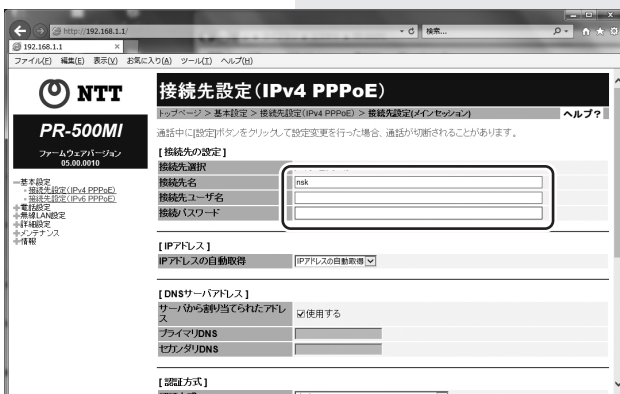 http://192.168.1.1/
検索...
192.168.1.1
ファイル(F) 編集(E) 表示(V) お気に入り(A) ツール(T) ヘルプ(H)
NTT
PR-500MI
ファームウェアバージョン
05.00.0010
基本設定
接続先設定(IPv4 PPPoE)
接続先設定(IPv6 PPPoE)
電話設定
無線LAN設定
詳細設定
メンテナンス
情報
接続先設定(IPv4 PPPoE)
トップページ > 基本設定 > 接続先設定(IPv4 PPPoE) > 接続先設定(メインセッション)
ヘルプ?
通話中に[設定]ボタンをクリックして設定変更を行った場合、通話が切断されることがあります。
[接続先の設定]
接続先選択
接続先名 nsk
接続先ユーザ名
接続パスワード
[IPアドレス]
IPアドレスの自動取得 IPアドレスの自動取得
[DNSサーバアドレス]
サーバから割り当てられたアドレス 使用する
プライマリDNS
セカンダリDNS
[認証方式]